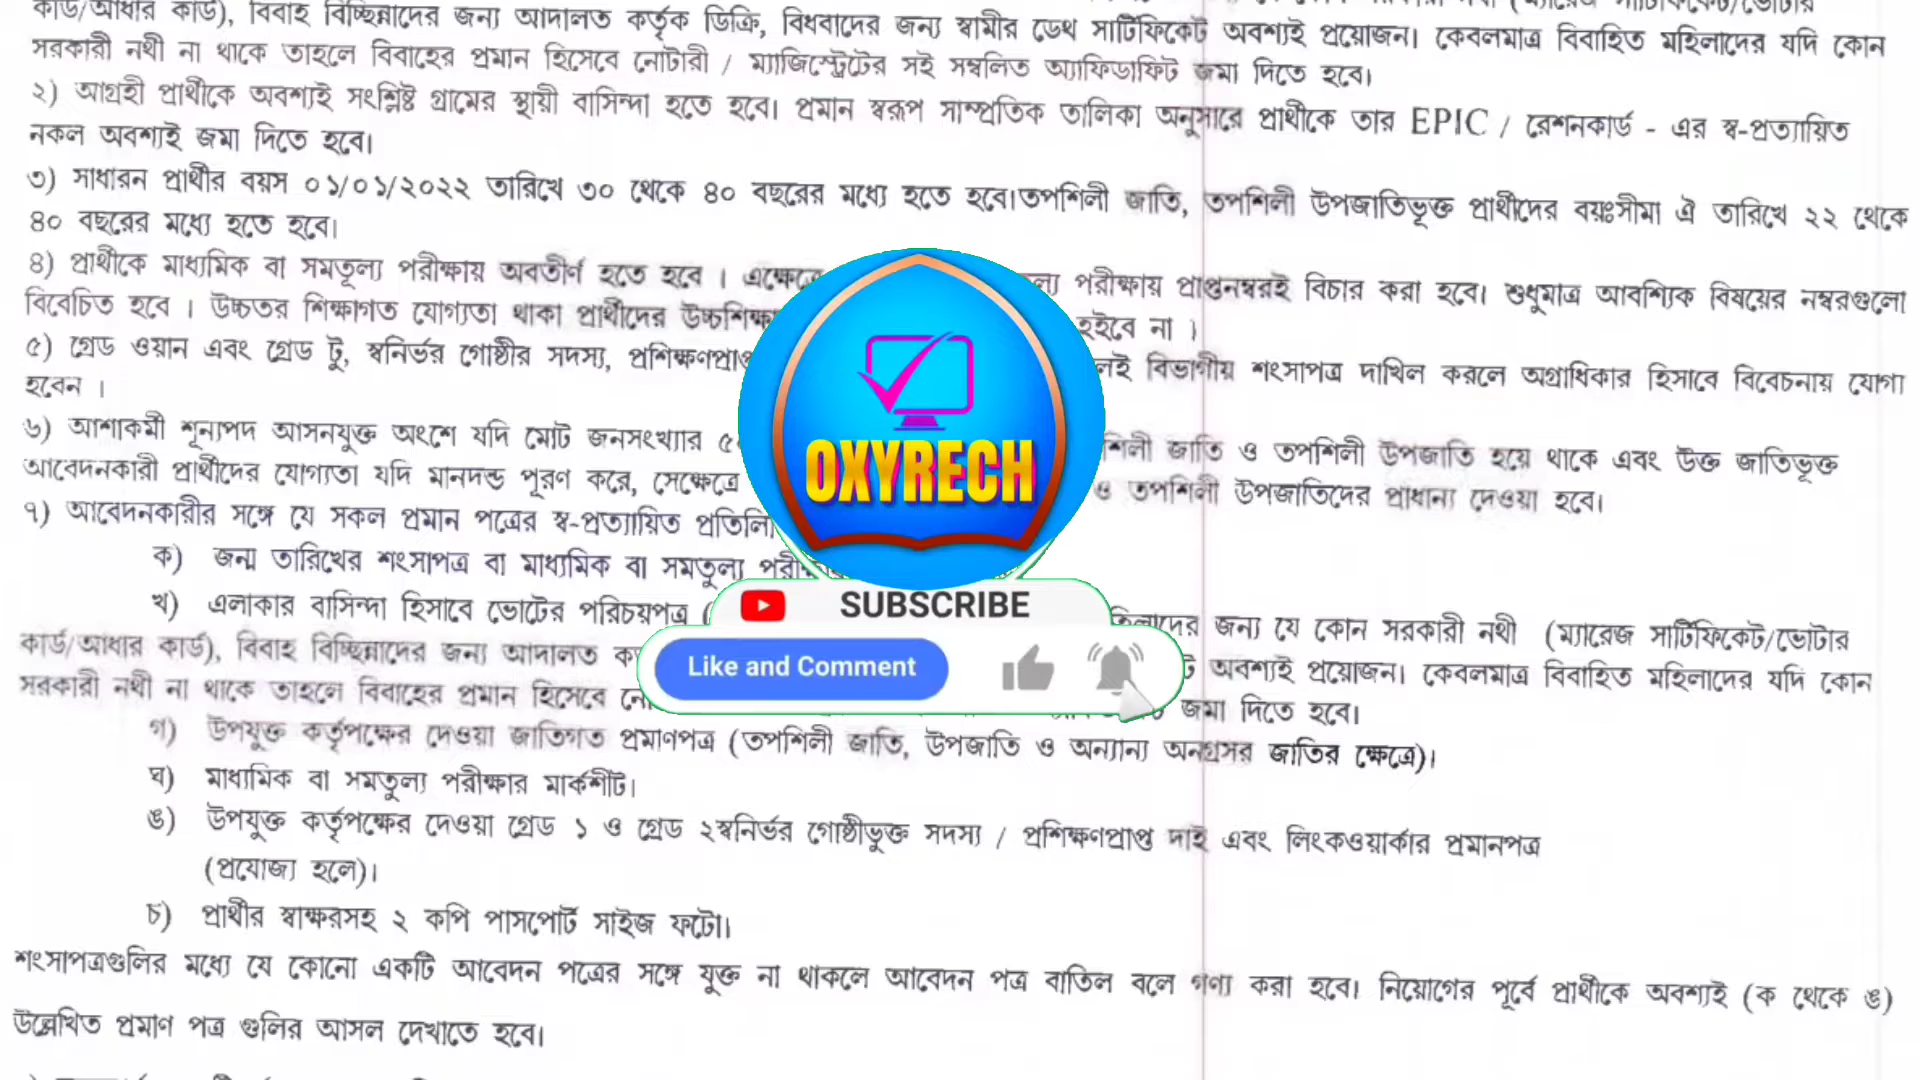 কার্ড/আধার কার্ড), বিবাহ বিচ্ছিন্নাদের জন্য আদালত কর্তৃক ডিক্রি, বিধবাদের জন্য স্বামীর ডেথ সার্টিফিকেট অবশ্যই প্রয়োজন। কেবলমাত্র বিবাহিত মহিলাদের যদি কোন
সরকারী নথী না থাকে তাহলে বিবাহের প্রমান হিসেবে নোটারী / ম্যাজিস্ট্রেটের সই সম্বলিত অ্যাফিডাফিট জমা দিতে হবে।
২) আগ্রহী প্রার্থীকে অবশ্যই সংশ্লিষ্ট গ্রামের স্থায়ী বাসিন্দা হতে হবে। প্রমান স্বরূপ সাম্প্রতিক তালিকা অনুসারে প্রার্থীকে তার EPIC / রেশনকার্ড - এর স্ব-প্রত্যায়িত
নকল অবশ্যই জমা দিতে হবে।
৩) সাধারন প্রার্থীর বয়স ০১/০১/২০২২ তারিখে ৩০ থেকে ৪০ বছরের মধ্যে হতে হবে।তপশিলী জাতি, তপশিলী উপজাতিভূক্ত প্রার্থীদের বয়ঃসীমা ঐ তারিখে ২২ থেকে
৪০ বছরের মধ্যে হতে হবে।
৪) প্রার্থীকে মাধ্যমিক বা সমতূল্য পরীক্ষায় অবতীর্ণ হতে হবে । এক্ষেত্রে পরীক্ষায় প্রাপ্তনম্বরই বিচার করা হবে। শুধুমাত্র আবশ্যিক বিষয়ের নম্বরগুলো
বিবেচিত হবে । উচ্চতর শিক্ষাগত যোগ্যতা থাকা প্রার্থীদের হইবে না ।
৫) গ্রেড ওয়ান এবং গ্রেড টু, স্বনির্ভর গোষ্ঠীর সদস্য, বিভাগীয় শংসাপত্র দাখিল করলে অগ্রাধিকার হিসাবে বিবেচনায় যোগ্য
হবেন ।
৬) আশাকর্মী শূন্যপদ আসনযুক্ত অংশে যদি মোট জনসংখ্যার জাতি ও তপশিলী উপজাতি হয়ে থাকে এবং উক্ত জাতিভূক্ত
আবেদনকারী প্রার্থীদের যোগ্যতা যদি মানদন্ড পূরণ করে, সেক্ষেত্রে ও তপশিলী উপজাতিদের প্রাধান্য দেওয়া হবে।
৭) আবেদনকারীর সঙ্গে যে সকল প্রমান পত্রের স্ব-প্রত্যায়িত
ক) জন্ম তারিখের শংসাপত্র বা মাধ্যমিক বা সমতুল্য
খ) এলাকার বাসিন্দা হিসাবে ভোটের পরিচয়পত্র জন্য যে কোন সরকারী নথী (ম্যারেজ সার্টিফিকেট/ভোটার
কার্ড/আধার কার্ড), বিবাহ বিচ্ছিন্নাদের জন্য আদালত অবশ্যই প্রয়োজন। কেবলমাত্র বিবাহিত মহিলাদের যদি কোন
সরকারী নথী না থাকে তাহলে বিবাহের প্রমান হিসেবে জমা দিতে হবে।
গ) উপযুক্ত কর্তৃপক্ষের দেওয়া জাতিগত প্রমাণপত্র (তপশিলী জাতি, উপজাতি ও অন্যান্য অনগ্রসর জাতির ক্ষেত্রে)।
ঘ) মাধ্যমিক বা সমতুল্য পরীক্ষার মার্কশীট।
ঙ) উপযুক্ত কর্তৃপক্ষের দেওয়া গ্রেড ১ ও গ্রেড ২স্বনির্ভর গোষ্ঠীভুক্ত সদস্য / প্রশিক্ষণপ্রাপ্ত দাই এবং লিংকওয়ার্কার প্রমানপত্র
(প্রযোজ্য হলে)।
চ) প্রার্থীর স্বাক্ষরসহ ২ কপি পাসপোর্ট সাইজ ফটো।
শংসাপত্রগুলির মধ্যে যে কোনো একটি আবেদন পত্রের সঙ্গে যুক্ত না থাকলে আবেদন পত্র বাতিল বলে গণ্য করা হবে। নিয়োগের পূর্বে প্রার্থীকে অবশ্যই (ক থেকে ঙ)
উল্লেখিত প্রমাণ পত্র গুলির আসল দেখাতে হবে।
OXYRECH
SUBSCRIBE
Like and Comment